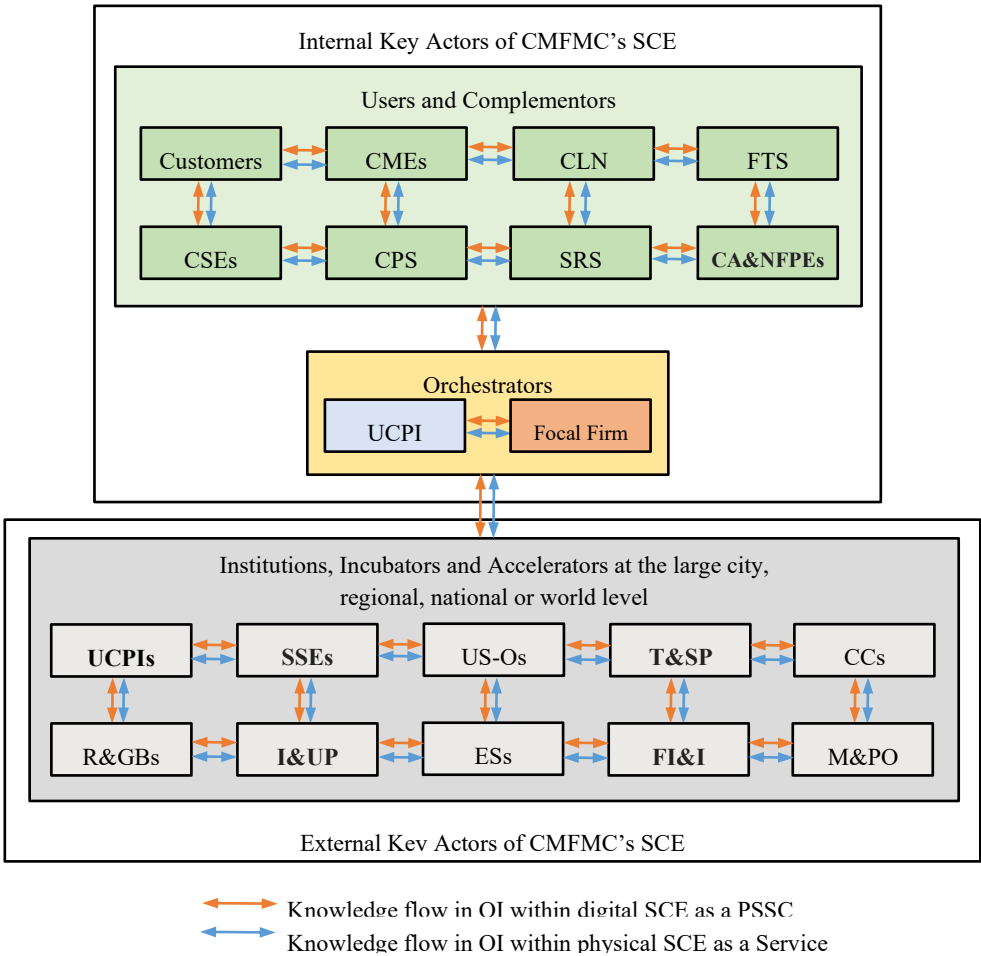 Internal Key Actors of CMFMC’s SCE
Users and Complementors
Customers
CMEs
CLN
FTS
CSEs
CPS
SRS
CA&NFPEs
Orchestrators
UCPI
Focal Firm
Institutions, Incubators and Accelerators at the large city,
regional, national or world level
UCPIs
SSEs
US-Os
T&SP
CCs
R&GBs
I&UP
ESs
FI&I
M&PO
External Key Actors of CMFMC’s SCE
Knowledge flow in OI within digital SCE as a PSSC
Knowledge flow in OI within physical SCE as a Service